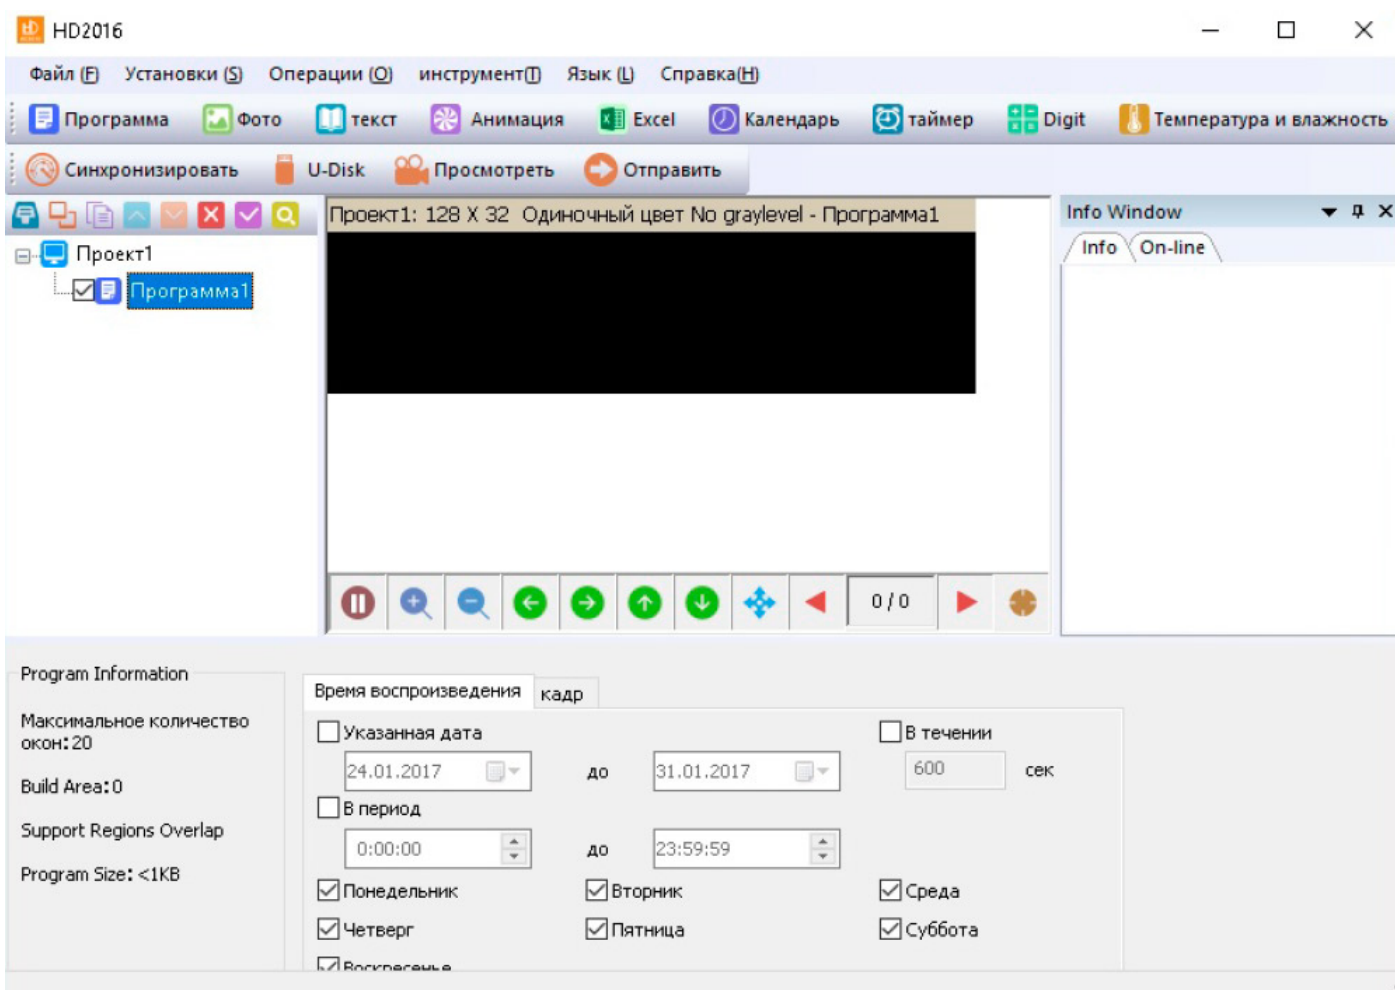 HD2016
Файл (F) Установки (S) Операции (O) инструмент(T) Язык (L) Справка(H)
Программа Фото текст Анимация Excel Календарь таймер Digit Температура и влажность
Синхронизировать U-Disk Просмотреть Отправить
Проект1: 128 X 32 Одиночный цвет No graylevel - Программа1
Info Window
Info On-line
Проект1
Программа1
0/0
Program Information
Время воспроизведения кадр
Максимальное количество
окон:20
Build Area:0
Support Regions Overlap
Program Size: <1KB
Указанная дата В течении
24.01.2017 до 31.01.2017 600 сек
В период
0:00:00 до 23:59:59
Понедельник Вторник Среда
Четверг Пятница Суббота
Воскресенье